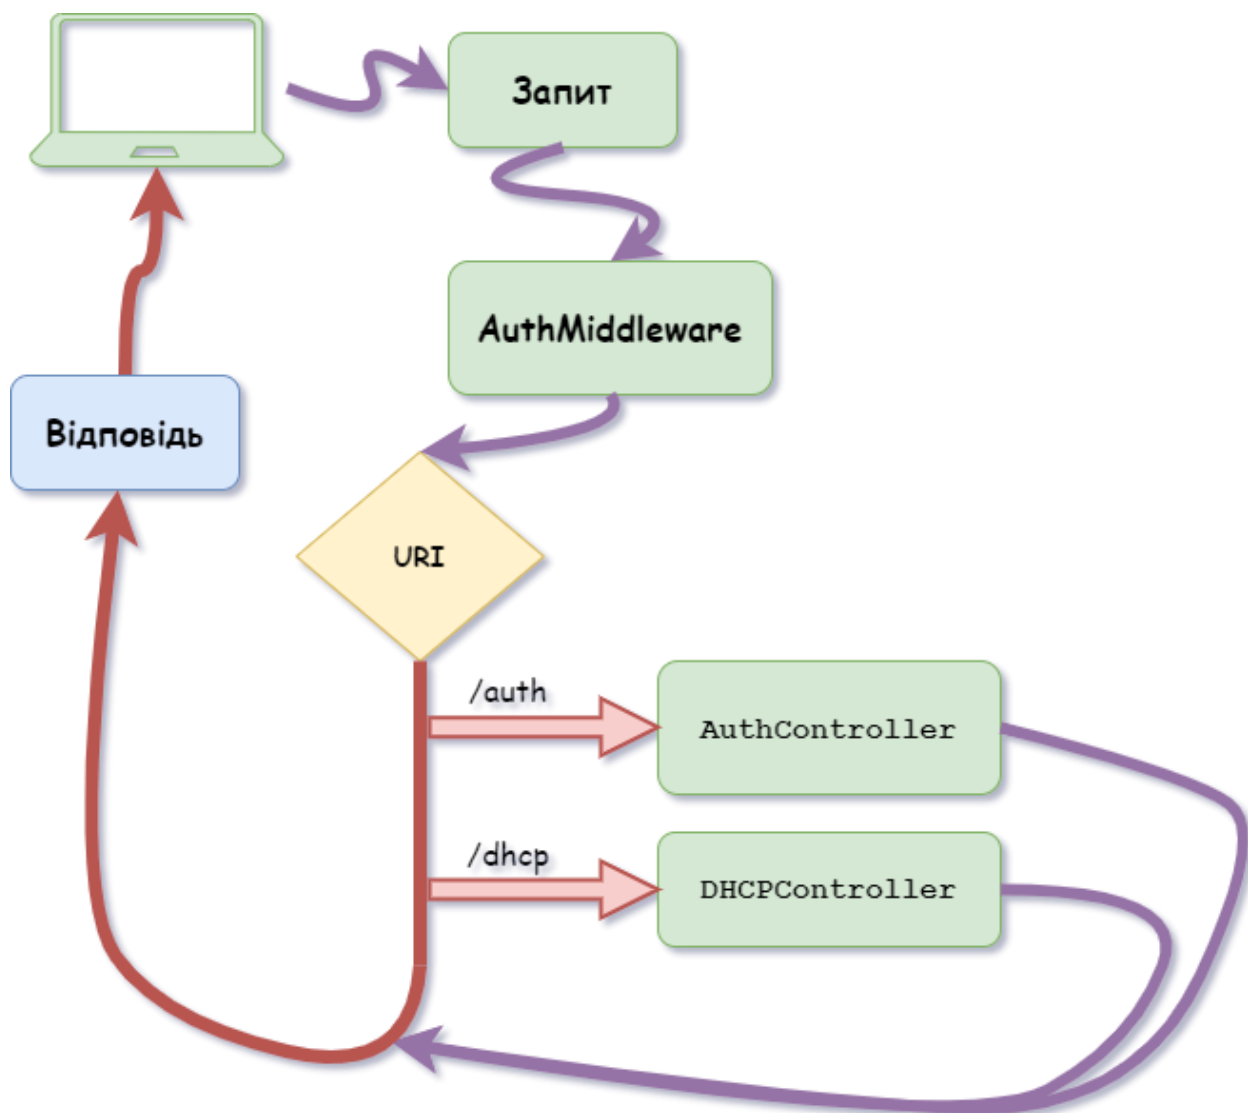 Запит
AuthMiddleware
Відповідь
URI
/auth
AuthController
/dhcp
DHCPController